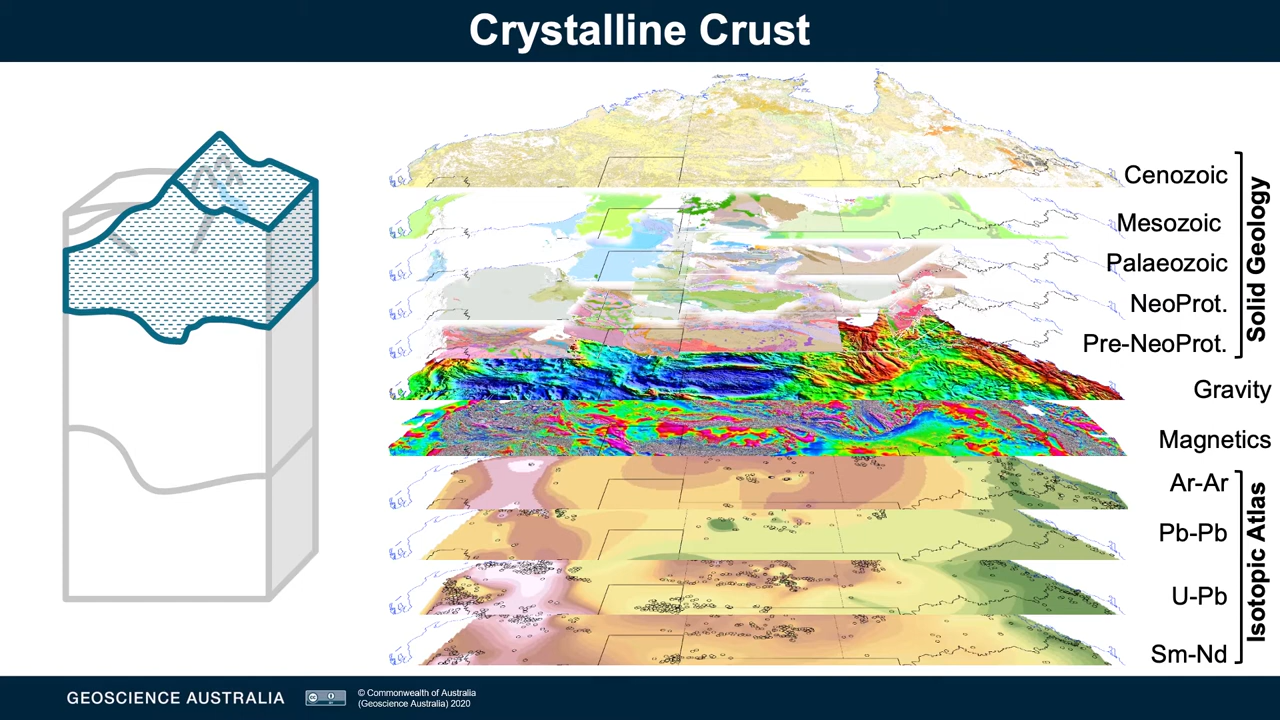 Crystalline Crust
Cenozoic
Mesozoic
Palaeozoic
NeoProt.
Pre-NeoProt.
Solid Geology
Gravity
Magnetics
Ar-Ar
Pb-Pb
U-Pb
Sm-Nd
Isotopic Atlas
GEOSCIENCE AUSTRALIA
© Commonwealth of Australia
(Geoscience Australia) 2020